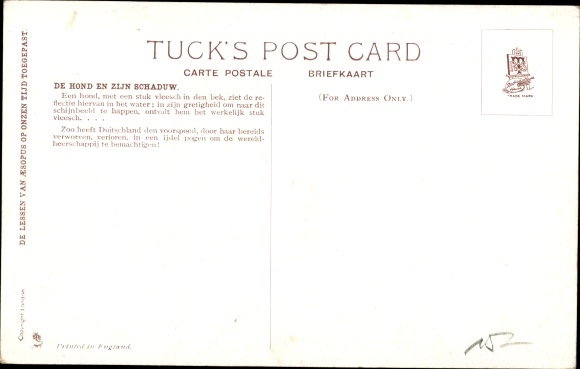 TUCK'S POST CARD
CARTE POSTALE BRIEFKAART
DE HOND EN ZIJN SCHADUW.
Een hond, met een stuk vleesch in den bek, ziet de re-
flectie hiervan in het water; in zijn gretigheid om naar dit
schijnbeeld te happen, ontvalt hem het werkelijk stuk
vleesch. . . .
Zoo heeft Duitschland den voorspoed, door haar bereids
verworven, verloren, in een ijdel pogen om de wereld-
heerschappij te bemachtigen!
(FOR ADDRESS ONLY.)
TRADE MARK
DE LESSEN VAN ÆSOPUS OP ONZEN TIJD TOEGEPAST
Copyright London
Printed in England.